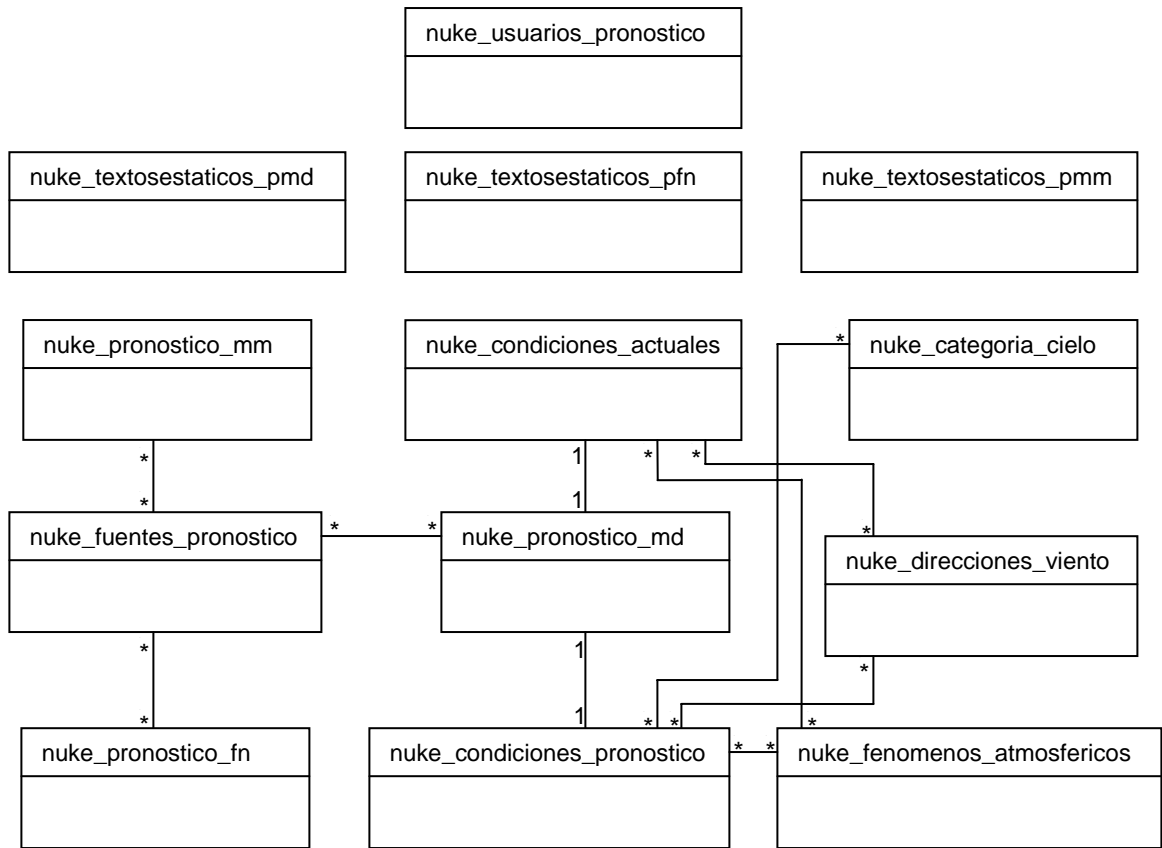 nuke_usuarios_pronostico
nuke_textosestaticos_pmd
nuke_textosestaticos_pfn
nuke_textosestaticos_pmm
nuke_pronostico_mm
nuke_condiciones_actuales
* nuke_categoria_cielo
*
1
*
*
*
1
*
nuke_fuentes_pronostico
* *
nuke_pronostico_md
nuke_direcciones_viento
*
1
*
*
1
*
*
*
nuke_pronostico_fn
nuke_condiciones_pronostico
* *
nuke_fenomenos_atmosfericos